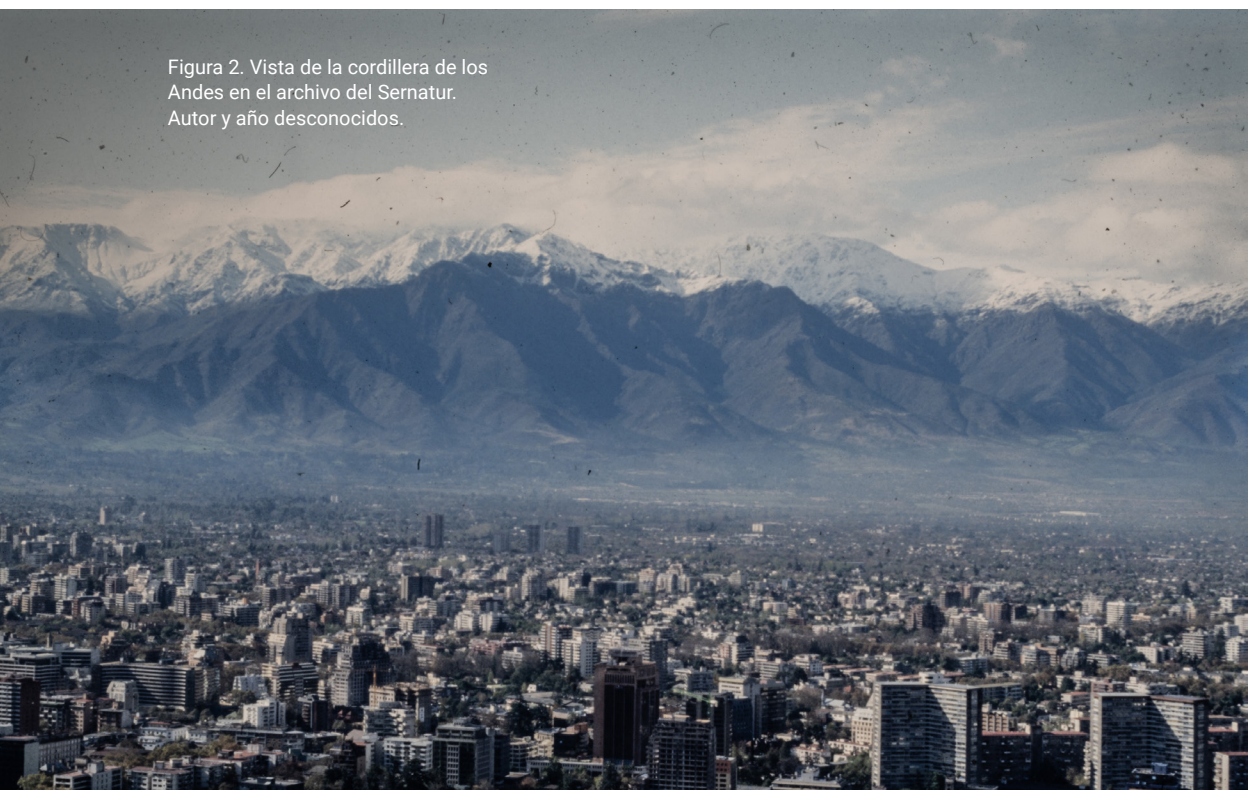 Figura 2. Vista de la cordillera de los
Andes en el archivo del Sernatur.
Autor y año desconocidos.